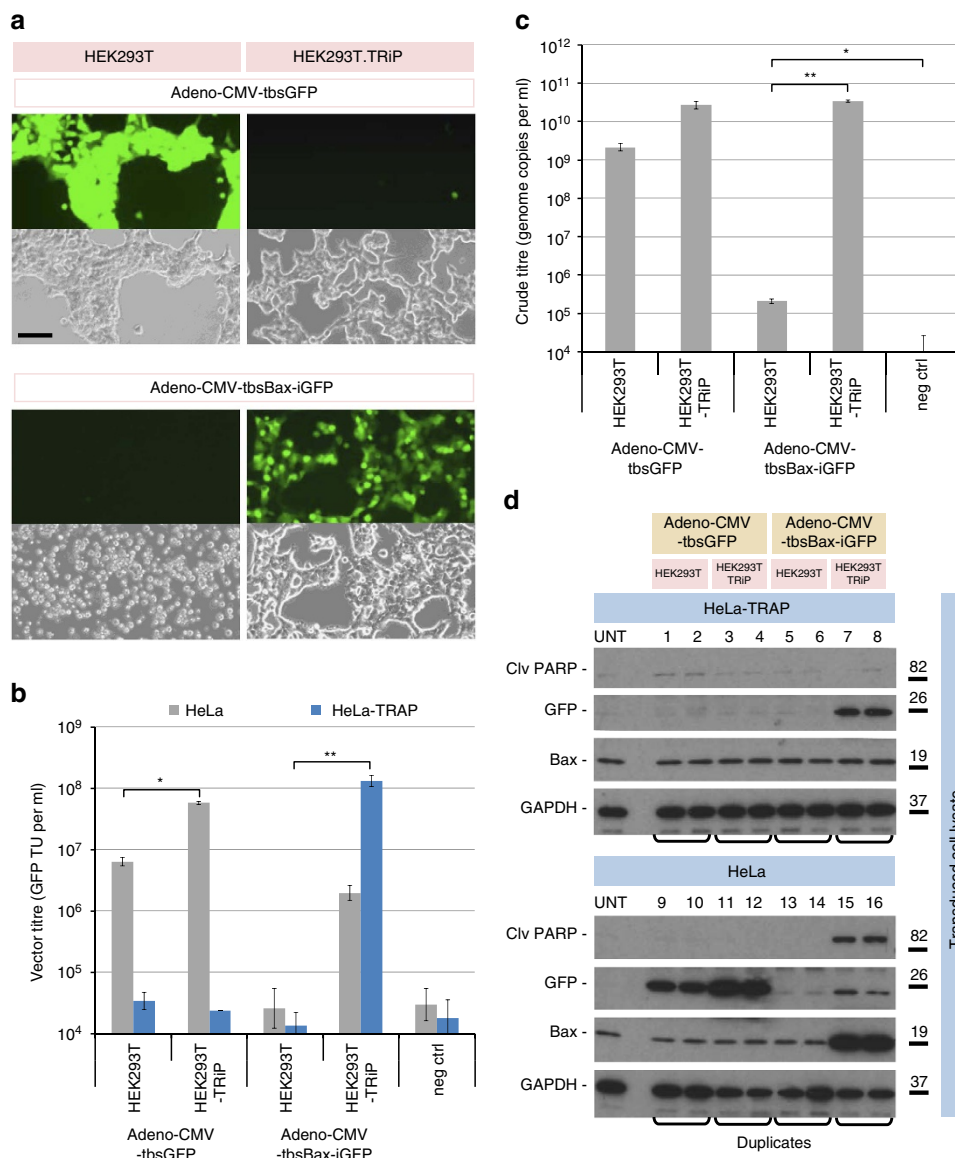 a
HEK293T HEK293T.TRiP
Adeno-CMV-tbsGFP
Adeno-CMV-tbsBax-iGFP
b
HeLa HeLa-TRAP
Vector titre (GFP TU per ml)
10⁹
10⁸
10⁷
10⁶
10⁵
10⁴
* **
HEK293T
HEK293T
-TRiP
HEK293T
HEK293T
-TRiP
neg ctrl
Adeno-CMV
-tbsGFP
Adeno-CMV
-tbsBax-iGFP
c
Crude titre (genome copies per ml)
10¹²
10¹¹
10¹⁰
10⁹
10⁸
10⁷
10⁶
10⁵
10⁴
*
**
HEK293T
HEK293T
-TRiP
HEK293T
HEK293T
-TRiP
neg ctrl
Adeno-CMV-
tbsGFP
Adeno-CMV-
tbsBax-iGFP
d
Adeno-CMV
-tbsGFP
Adeno-CMV
-tbsBax-iGFP
HEK293T HEK293T
TRiP
HEK293T HEK293T
TRiP
HeLa-TRAP
UNT 1 2 3 4 5 6 7 8
Clv PARP - 82
GFP - 26
Bax - 19
GAPDH - 37
HeLa
UNT 9 10 11 12 13 14 15 16
Clv PARP - 82
GFP - 26
Bax - 19
GAPDH - 37
Duplicates